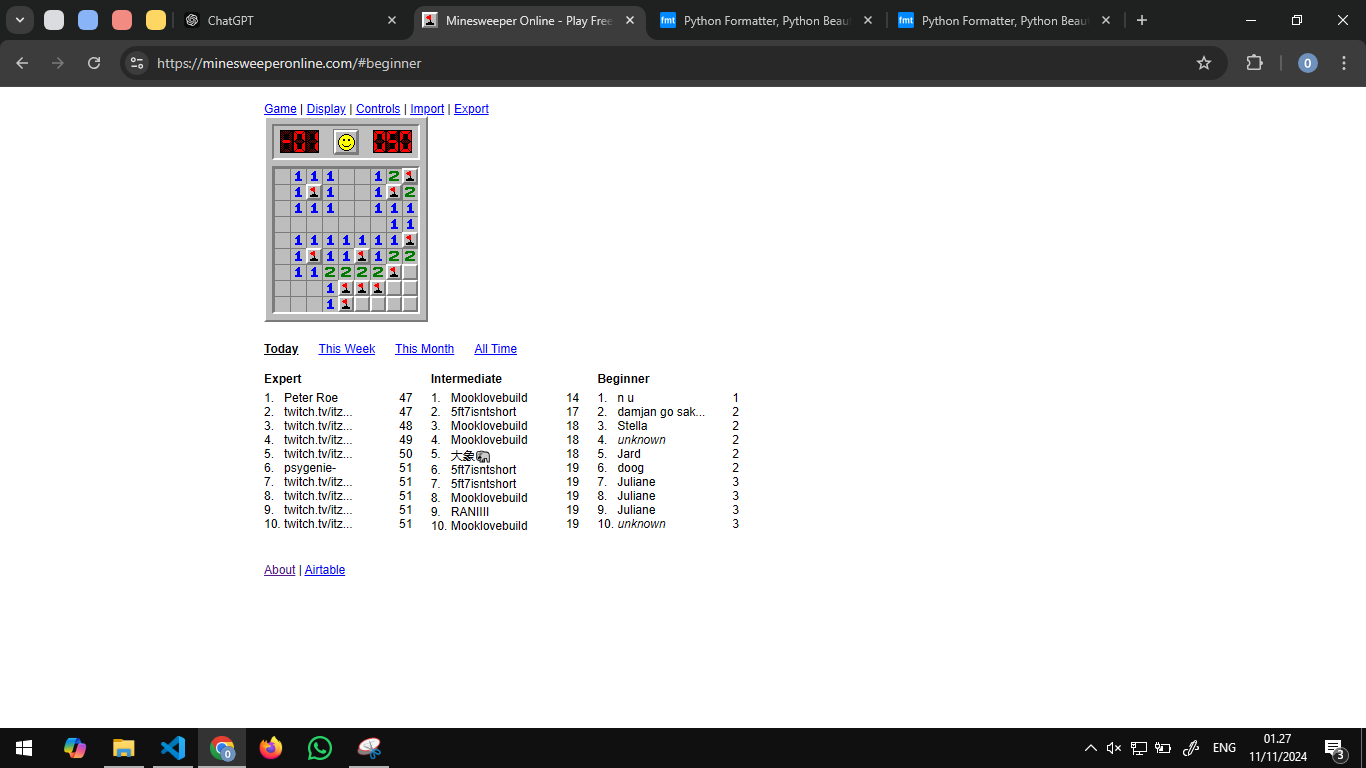 ChatGPT
Minesweeper Online - Play Free
Python Formatter, Python Beau
Python Formatter, Python Beau
https://minesweeperonline.com/#beginner
0
Game | Display | Controls | Import | Export
-07 050
1 1 1 1 2
1 1 1 2
1 1 1 1 1 1
1 1
1 1 1 1 1 1 1
1 1 1 1 2 2
1 1 2 2 2 2
1
1
Today This Week This Month All Time
Expert Intermediate Beginner
1. Peter Roe 47 1. Mooklovebuild 14 1. n u 1
2. twitch.tv/itz... 47 2. 5ft7isntshort 17 2. damjan go sak... 2
3. twitch.tv/itz... 48 3. Mooklovebuild 18 3. Stella 2
4. twitch.tv/itz... 49 4. Mooklovebuild 18 4. unknown 2
5. twitch.tv/itz... 50 5. 大象🐘 18 5. Jard 2
6. psygenie- 51 6. 5ft7isntshort 19 6. doog 2
7. twitch.tv/itz... 51 7. 5ft7isntshort 19 7. Juliane 3
8. twitch.tv/itz... 51 8. Mooklovebuild 19 8. Juliane 3
9. twitch.tv/itz... 51 9. RANIIII 19 9. Juliane 3
10. twitch.tv/itz... 51 10. Mooklovebuild 19 10. unknown 3
About | Airtable
0
ENG
01.27
11/11/2024
3